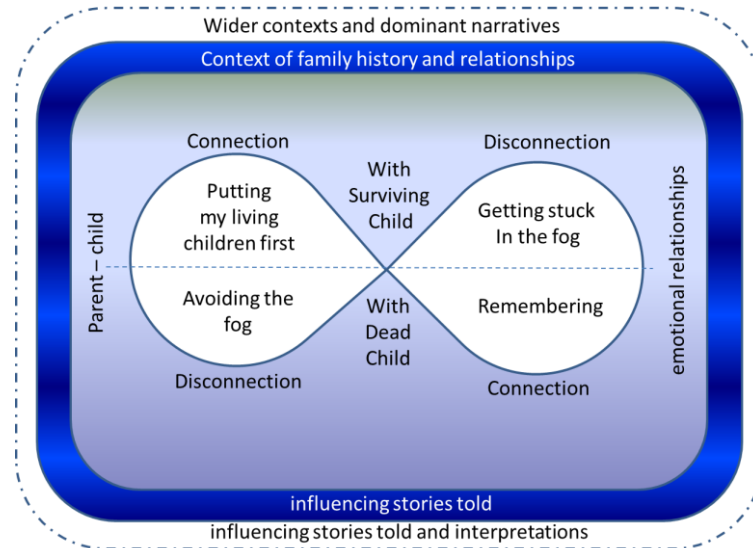 Wider contexts and dominant narratives
Context of family history and relationships
Connection
Disconnection
With
Surviving
Child
Putting
my living
children first
Getting stuck
In the fog
Parent – child
emotional relationships
Avoiding the
fog
With
Dead
Child
Remembering
Disconnection
Connection
influencing stories told
influencing stories told and interpretations